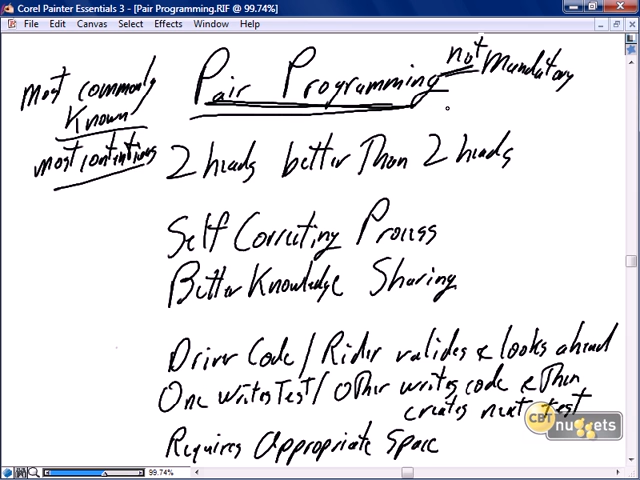 Corel Painter Essentials 3 - [Pair Programming.RIF @ 99.74%]
File Edit Canvas Select Effects Window Help
Pair Programming not Mandatory
most commonly
Known
most contentious
2 heads better Than 2 heads
Self Correcting Process
Better Knowledge Sharing
Driver Code / Rider validates & looks ahead
One writes Test / other writes code & Then
creates next test
CBT nuggets
Requires Appropriate Space
99.74%